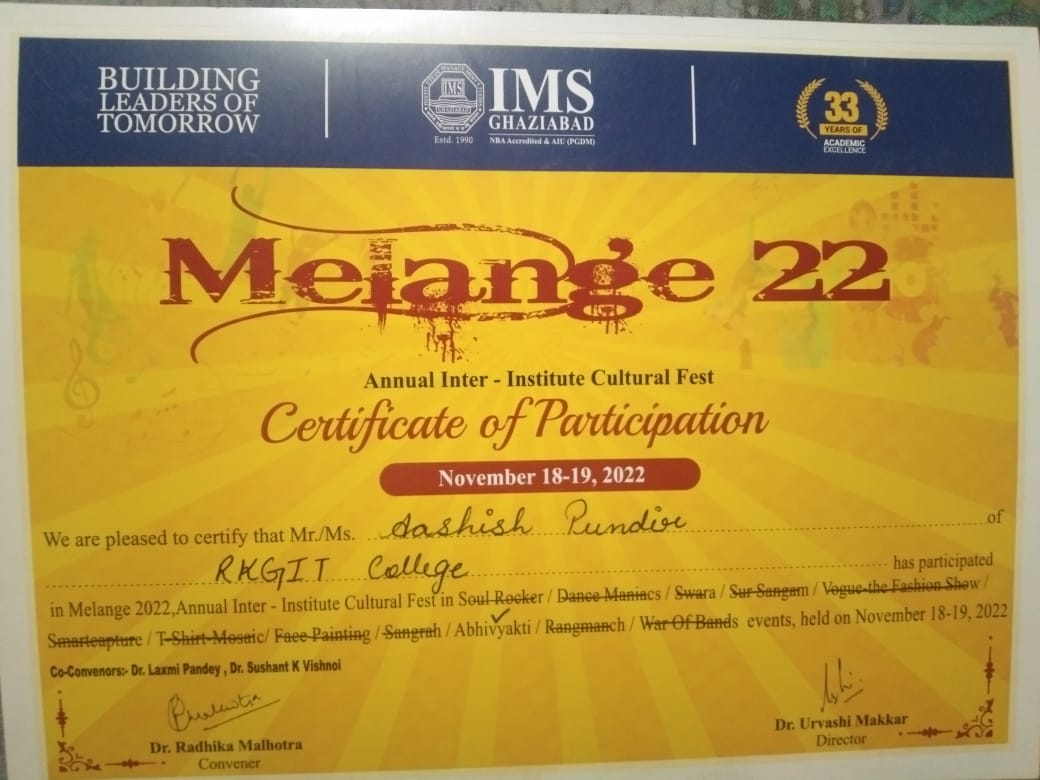 BUILDING
LEADERS OF
TOMORROW
IMS
GHAZIABAD
Estd. 1990
IMS
GHAZIABAD
NBA Accredited & AIU (PGDM)
33
YEARS OF
ACADEMIC
EXCELLENCE
Melange 22
Annual Inter - Institute Cultural Fest
Certificate of Participation
November 18-19, 2022
We are pleased to certify that Mr./Ms. Aashish Pundir of
RKGIT College has participated
in Melange 2022,Annual Inter - Institute Cultural Fest in Soul Rocker / Dance Maniacs / Swara / Sur Sangam / Vogue-the Fashion Show /
Smartcapture / T-Shirt-Mosaic/ Face Painting / Sangrah / Abhivyakti / Rangmanch / War Of Bands events, held on November 18-19, 2022
Co-Convenors:- Dr. Laxmi Pandey , Dr. Sushant K Vishnoi
Dr. Radhika Malhotra
Convener
Dr. Urvashi Makkar
Director